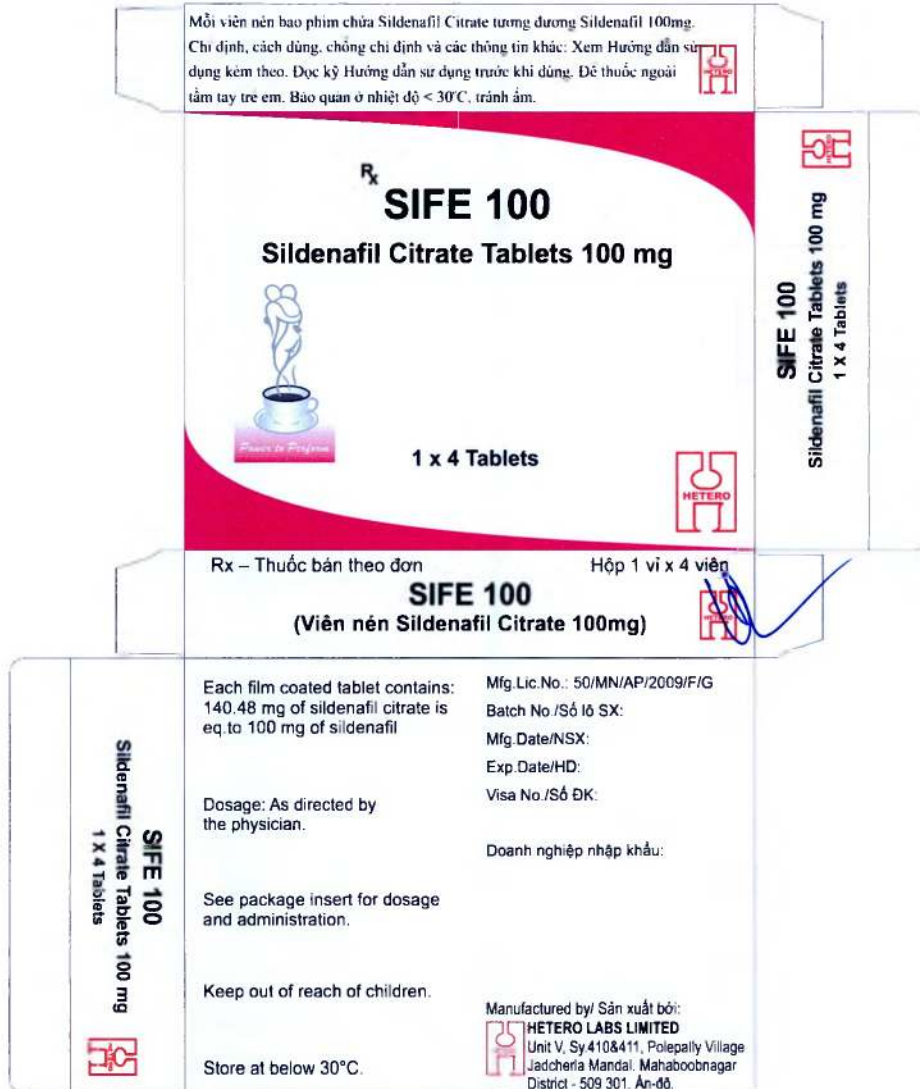 Mỗi viên nén bao phim chứa Sildenafil Citrate tương đương Sildenafil 100mg.
Chỉ định, cách dùng, chống chỉ định và các thông tin khác: Xem Hướng dẫn sử
dụng kèm theo. Đọc kỹ Hướng dẫn sử dụng trước khi dùng. Để thuốc ngoài
tầm tay trẻ em. Bảo quản ở nhiệt độ < 30°C, tránh ẩm.
HETERO
Rx
SIFE 100
Sildenafil Citrate Tablets 100 mg
Power to Perform
1 x 4 Tablets
HETERO
SIFE 100
Sildenafil Citrate Tablets 100 mg
1 X 4 Tablets
HETERO
Rx – Thuốc bán theo đơn
Hộp 1 vỉ x 4 viên
SIFE 100
(Viên nén Sildenafil Citrate 100mg)
HETERO
SIFE 100
Sildenafil Citrate Tablets 100 mg
1 X 4 Tablets
HETERO
Each film coated tablet contains:
140.48 mg of sildenafil citrate is
eq.to 100 mg of sildenafil
Dosage: As directed by
the physician.
See package insert for dosage
and administration.
Keep out of reach of children.
Store at below 30°C.
Mfg.Lic.No.: 50/MN/AP/2009/F/G
Batch No./Số lô SX:
Mfg.Date/NSX:
Exp.Date/HD:
Visa No./Số ĐK:
Doanh nghiệp nhập khẩu:
Manufactured by/ Sản xuất bởi:
HETERO LABS LIMITED
Unit V, Sy.410&411, Polepally Village
Jadcherla Mandal, Mahaboobnagar
District - 509 301, Ấn-độ.